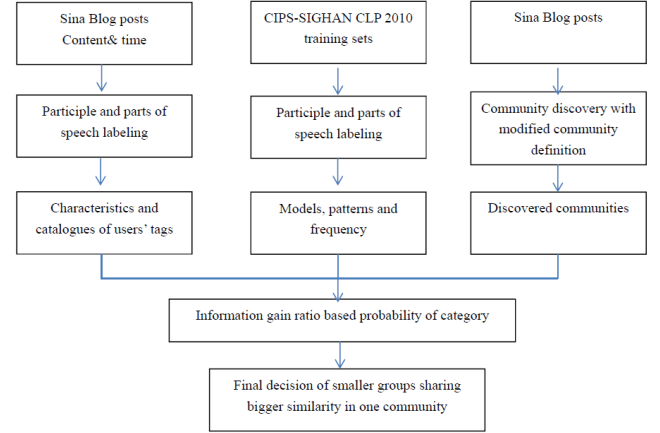 Sina Blog posts
Content& time
CIPS-SIGHAN CLP 2010
training sets
Sina Blog posts
Participle and parts of
speech labeling
Participle and parts of
speech labeling
Community discovery with
modified community
definition
Characteristics and
catalogues of users' tags
Models, patterns and
frequency
Discovered communities
Information gain ratio based probability of category
Final decision of smaller groups sharing
bigger similarity in one community